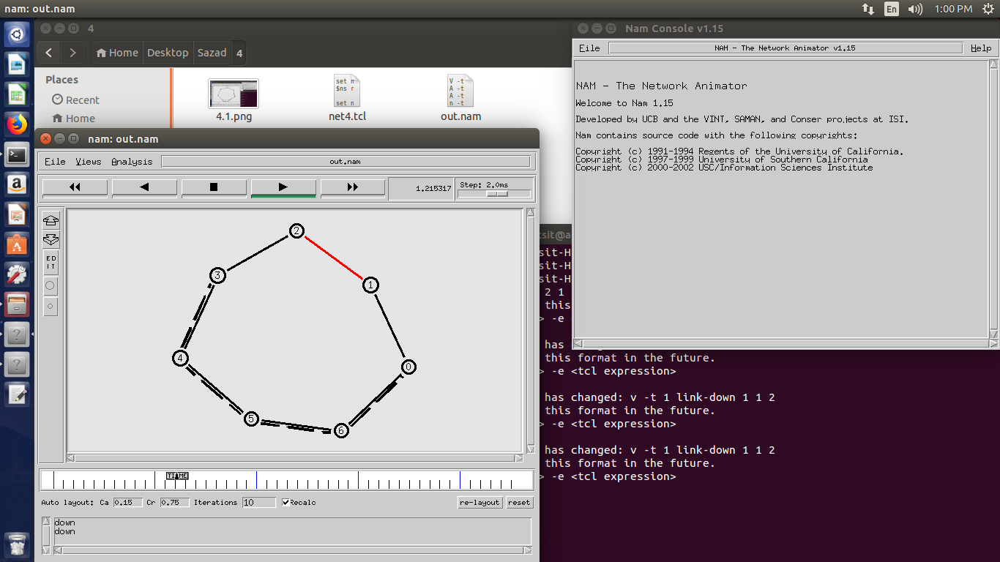 nam: out.nam
En
1:00 PM
4
Home
Desktop
Sazad
4
Places
Recent
Home
4.1.png
set n
$ns r
set n
net4.tcl
V -t
A -t
A -t
n -t
out.nam
Nam Console v1.15
File
NAM - The Network Animator v1.15
Help
NAM - The Network Animator
Welcome to Nam 1.15
Developed by UCB and the VINT, SAMAN, and Conser projects at ISI.
Nam contains source code with the following copyrights:
Copyright (c) 1991-1994 Regents of the University of California.
Copyright (c) 1997-1999 University of Southern California
Copyright (c) 2000-2002 USC/Information Sciences Institute
nam: out.nam
File
Views
Analysis
out.nam
1.215317
Step: 2.0ms
ED
IT
2
3
1
4
0
5
6
TIME
Auto layout:
Ca
0.15
Cr
0.75
Iterations
10
Recalc
re-layout
reset
down
down
tsit@a
sit-H
sit-H
sit-H
2 1
this
> -e
has
this format in the future.
> -e <tcl expression>
has changed: v -t 1 link-down 1 1 2
this format in the future.
> -e <tcl expression>
has changed: v -t 1 link-down 1 1 2
this format in the future.
> -e <tcl expression>